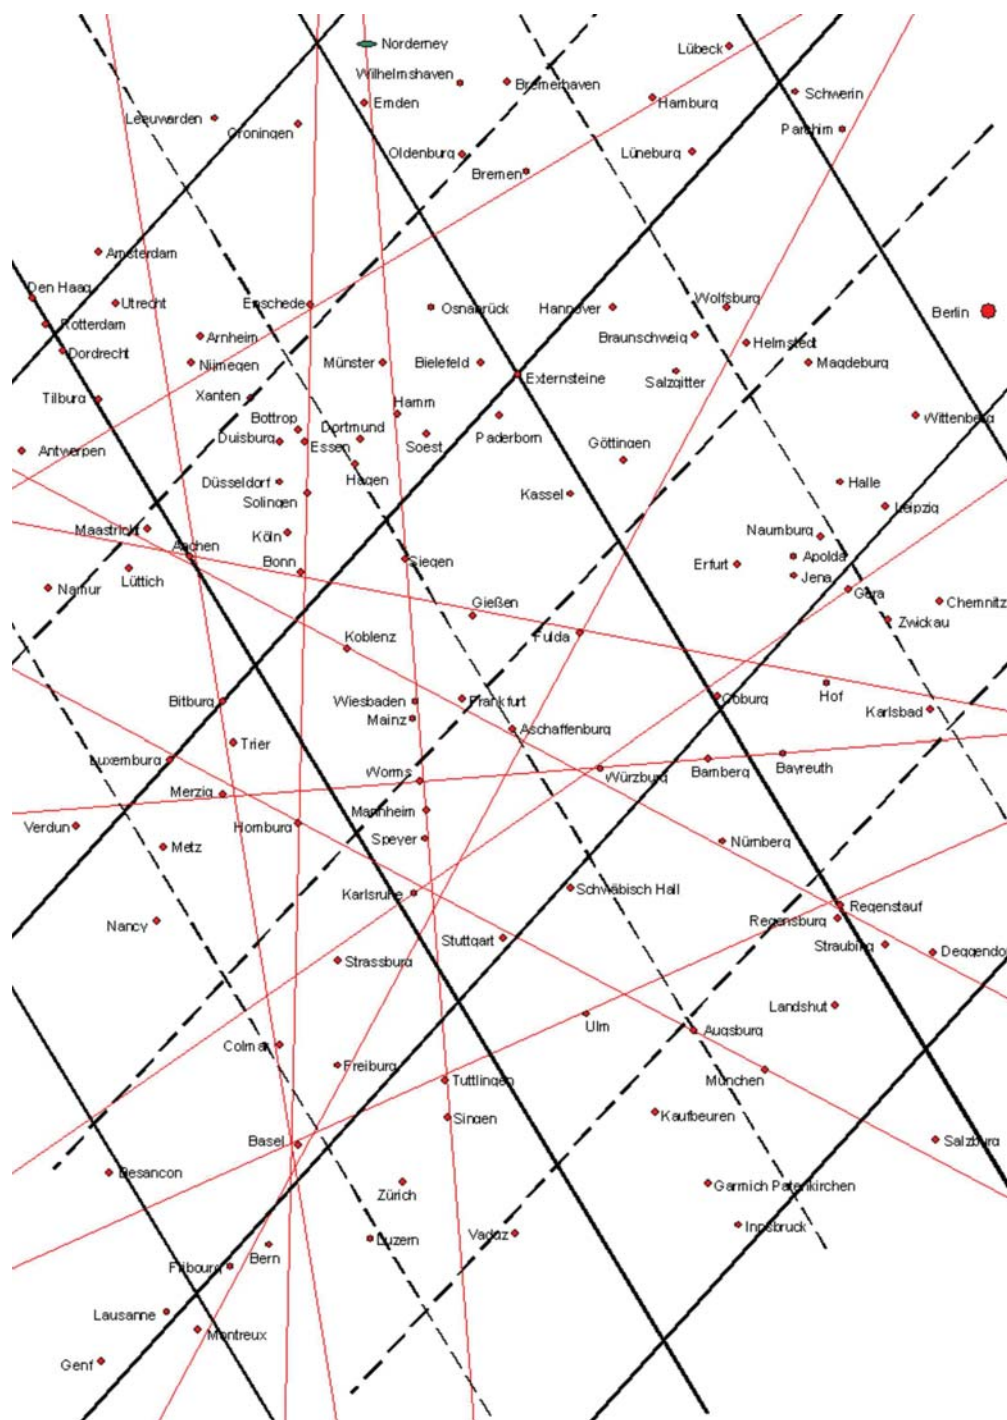 Norderney
Lübeck
Wilhelmshaven
Bremerhaven
Schwerin
Emden
Hamburg
Leeuwarden
Groningen
Parchim
Oldenburg
Lüneburg
Bremen
Amsterdam
Den Haag
Utrecht
Enschede
Osnabrück
Hannover
Wolfsburg
Berlin
Rotterdam
Arnheim
Braunschweig
Helmstedt
Dordrecht
Nijmegen
Münster
Bielefeld
Externsteine
Salzgitter
Magdeburg
Tilburg
Xanten
Hamm
Bottrop
Dortmund
Paderborn
Wittenberg
Duisburg
Essen
Soest
Göttingen
Antwerpen
Hagen
Düsseldorf
Kassel
Halle
Solingen
Leipzig
Maastricht
Köln
Naumburg
Aachen
Bonn
Siegen
Erfurt
Apolda
Lüttich
Jena
Namur
Gera
Chemnitz
Gießen
Zwickau
Koblenz
Fulda
Bitburg
Wiesbaden
Frankfurt
Coburg
Hof
Karlsbad
Mainz
Aschaffenburg
Trier
Luxemburg
Worms
Würzburg
Bamberg
Bayreuth
Merzig
Verdun
Homburg
Mannheim
Metz
Speyer
Nürnberg
Karlsruhe
Schwäbisch Hall
Regenstauf
Nancy
Regensburg
Stuttgart
Straubing
Deggendo
Strassburg
Landshut
Ulm
Augsburg
Colmar
Freiburg
Tuttlingen
München
Singen
Kaufbeuren
Basel
Salzburg
Besancon
Zürich
Garmich Patenkirchen
Bern
Luzern
Vaduz
Innsbruck
Fribourg
Lausanne
Montreux
Genf